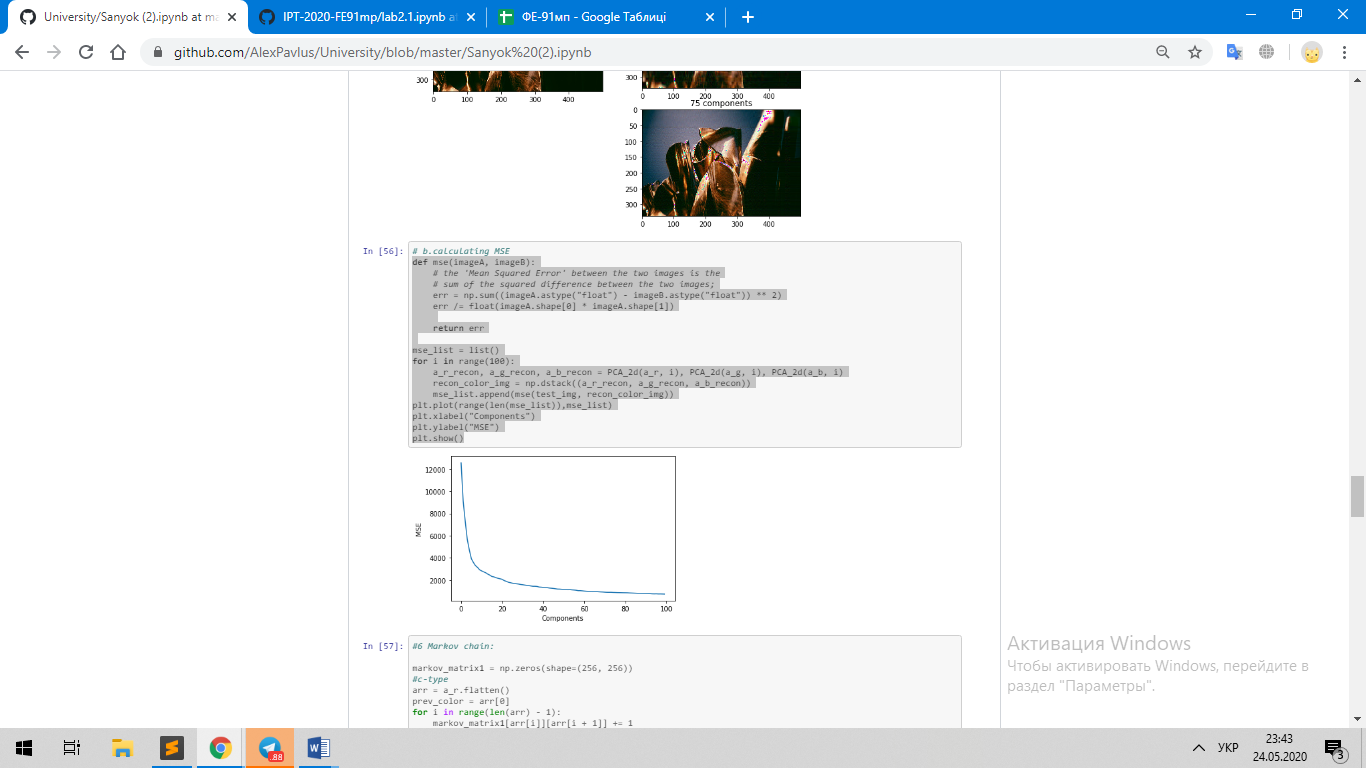 University/Sanyok (2).ipynb at ma
IPT-2020-FE91mp/lab2.1.ipynb at
ФЕ-91мп - Google Таблиці
github.com/AlexPavlus/University/blob/master/Sanyok%20(2).ipynb
300
0 100 200 300 400
300
0 100 200 300 400
75 components
0
50
100
150
200
250
300
0 100 200 300 400
In [56]:
# b.calculating MSE
def mse(imageA, imageB):
    # the 'Mean Squared Error' between the two images is the
    # sum of the squared difference between the two images;
    err = np.sum((imageA.astype("float") - imageB.astype("float")) ** 2)
    err /= float(imageA.shape[0] * imageA.shape[1])
    return err
mse_list = list()
for i in range(100):
    a_r_recon, a_g_recon, a_b_recon = PCA_2d(a_r, i), PCA_2d(a_g, i), PCA_2d(a_b, i)
    recon_color_img = np.dstack((a_r_recon, a_g_recon, a_b_recon))
    mse_list.append(mse(test_img, recon_color_img))
plt.plot(range(len(mse_list)),mse_list)
plt.xlabel("Components")
plt.ylabel("MSE")
plt.show()
12000
10000
8000
6000
4000
2000
MSE
0 20 40 60 80 100
Components
In [57]:
#6 Markov chain:
markov_matrix1 = np.zeros(shape=(256, 256))
#c-type
arr = a_r.flatten()
prev_color = arr[0]
for i in range(len(arr) - 1):
    markov_matrix1[arr[i]][arr[i + 1]] += 1
Активация Windows
Чтобы активировать Windows, перейдите в
раздел "Параметры".
.88
УКР
23:43
24.05.2020
3